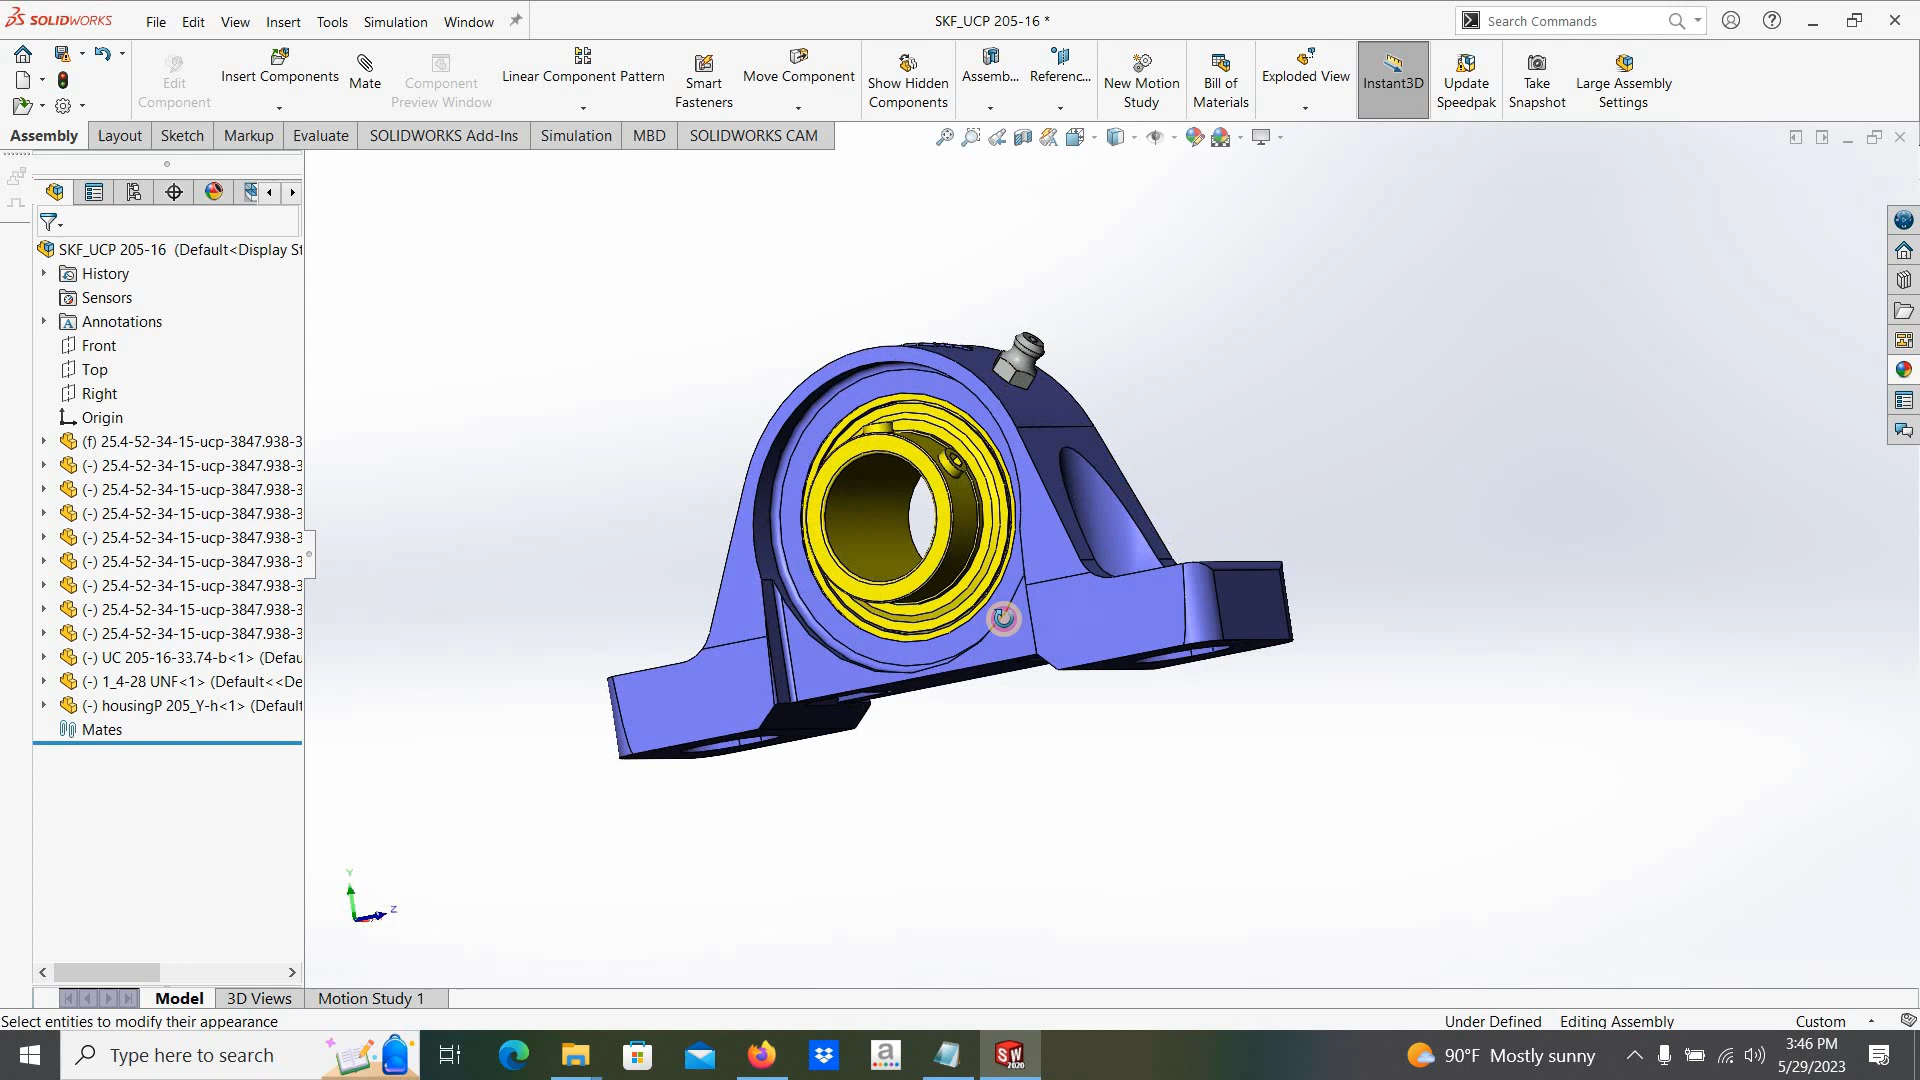 SOLIDWORKS File Edit View Insert Tools Simulation Window SKF_UCP 205-16 * Search Commands
Edit Component
Insert Components
Mate
Component Preview Window
Linear Component Pattern
Smart Fasteners
Move Component
Show Hidden Components
Assemb...
Referenc...
New Motion Study
Bill of Materials
Exploded View
Instant3D
Update Speedpak
Take Snapshot
Large Assembly Settings
Assembly Layout Sketch Markup Evaluate SOLIDWORKS Add-Ins Simulation MBD SOLIDWORKS CAM
SKF_UCP 205-16 (Default<Display St
History
Sensors
A Annotations
Front
Top
Right
Origin
(f) 25.4-52-34-15-ucp-3847.938-3
(-) 25.4-52-34-15-ucp-3847.938-3
(-) 25.4-52-34-15-ucp-3847.938-3
(-) 25.4-52-34-15-ucp-3847.938-3
(-) 25.4-52-34-15-ucp-3847.938-3
(-) 25.4-52-34-15-ucp-3847.938-3
(-) 25.4-52-34-15-ucp-3847.938-3
(-) 25.4-52-34-15-ucp-3847.938-3
(-) 25.4-52-34-15-ucp-3847.938-3
(-) UC 205-16-33.74-b<1> (Defau
(-) 1_4-28 UNF<1> (Default<<De
(-) housingP 205_Y-h<1> (Default
Mates
Y
Z
Model 3D Views Motion Study 1
Select entities to modify their appearance Under Defined Editing Assembly Custom
Type here to search a SW 2020 90°F Mostly sunny 3:46 PM
5/29/2023